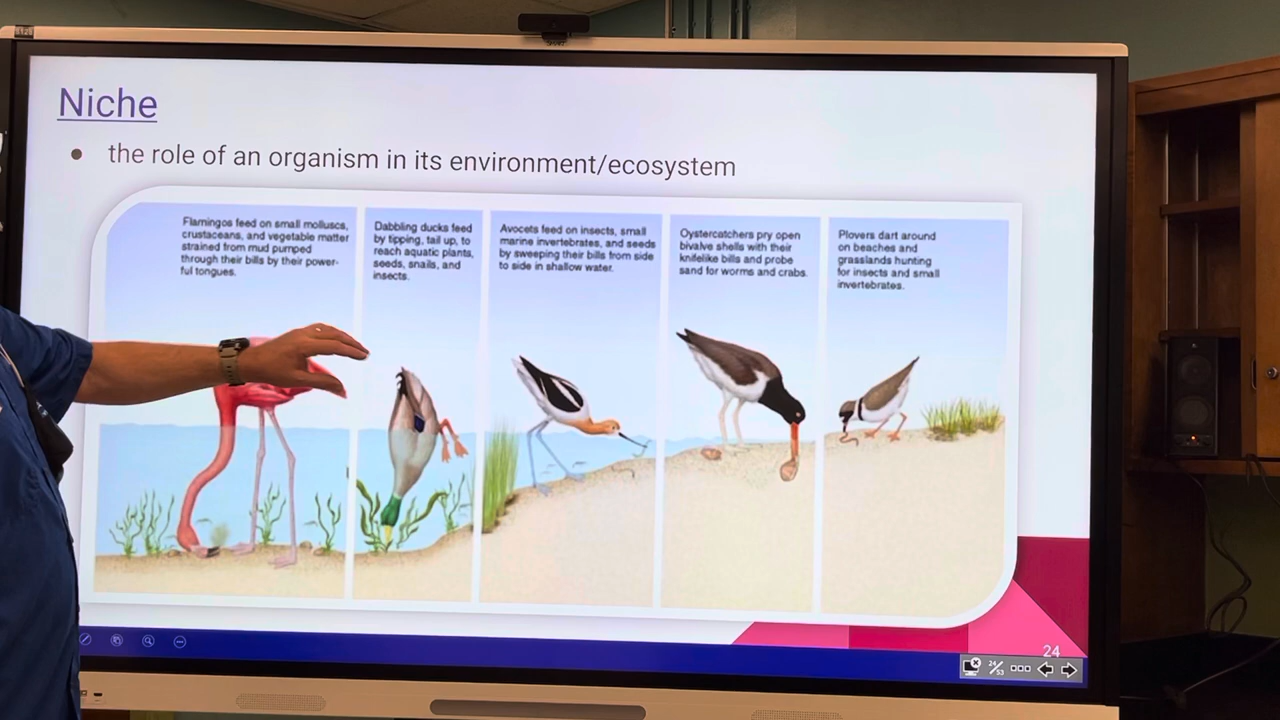 Niche
• the role of an organism in its environment/ecosystem
Flamingos feed on small molluscs,
crustaceans, and vegetable matter
strained from mud pumped
through their bills by their power-
ful tongues.
Dabbling ducks feed
by tipping, tail up, to
reach aquatic plants,
seeds, snails, and
insects.
Avocets feed on insects, small
marine invertebrates, and seeds
by sweeping their bills from side
to side in shallow water.
Oystercatchers pry open
bivalve shells with their
knifelike bills and probe
sand for worms and crabs.
Plovers dart around
on beaches and
grasslands hunting
for insects and small
invertebrates.
24
24/53